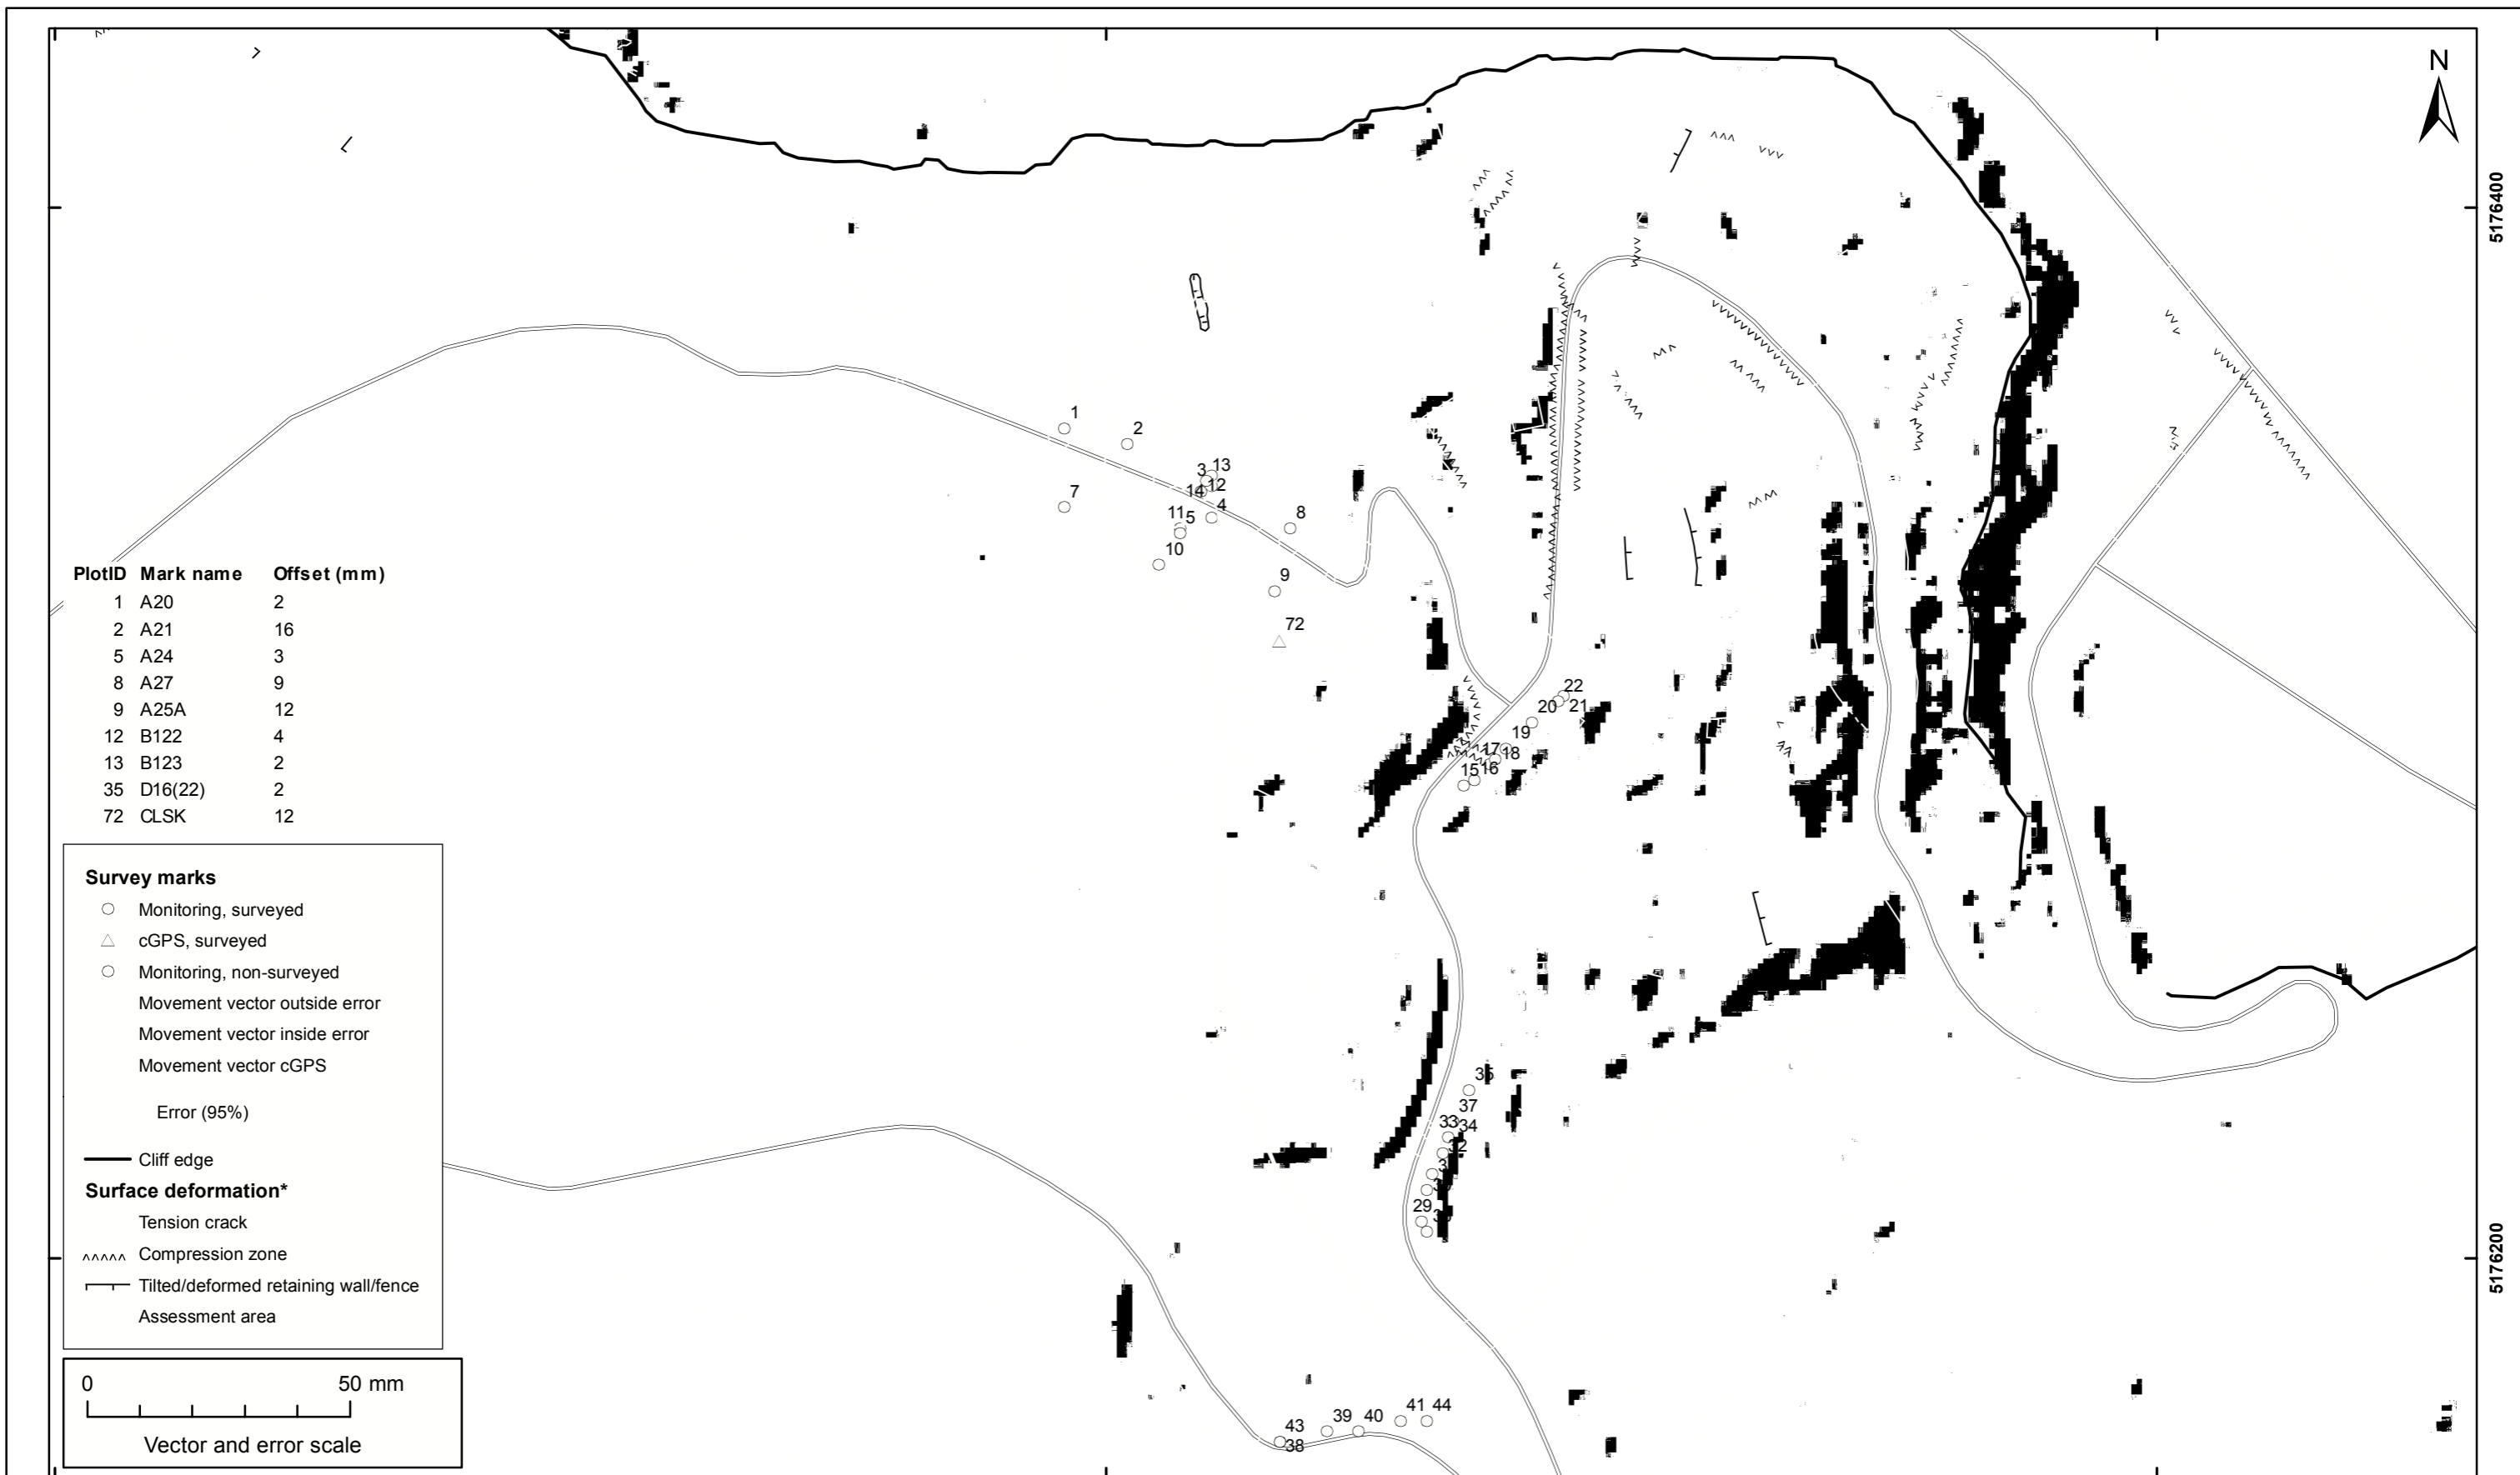 N
5176400
1
2
3
13
14
12
7
11
5
4
8
10
9
72
PlotID Mark name Offset (mm)
1 A20 2
2 A21 16
5 A24 3
8 A27 9
9 A25A 12
12 B122 4
13 B123 2
35 D16(22) 2
72 CLSK 12
22
20
21
19
17
18
15
16
Survey marks
Monitoring, surveyed
cGPS, surveyed
Monitoring, non-surveyed
Movement vector outside error
Movement vector inside error
Movement vector cGPS
Error (95%)
Cliff edge
Surface deformation*
Tension crack
Compression zone
Tilted/deformed retaining wall/fence
Assessment area
35
37
33
34
32
29
5176200
0 50 mm
Vector and error scale
43
38
39
40
41
44